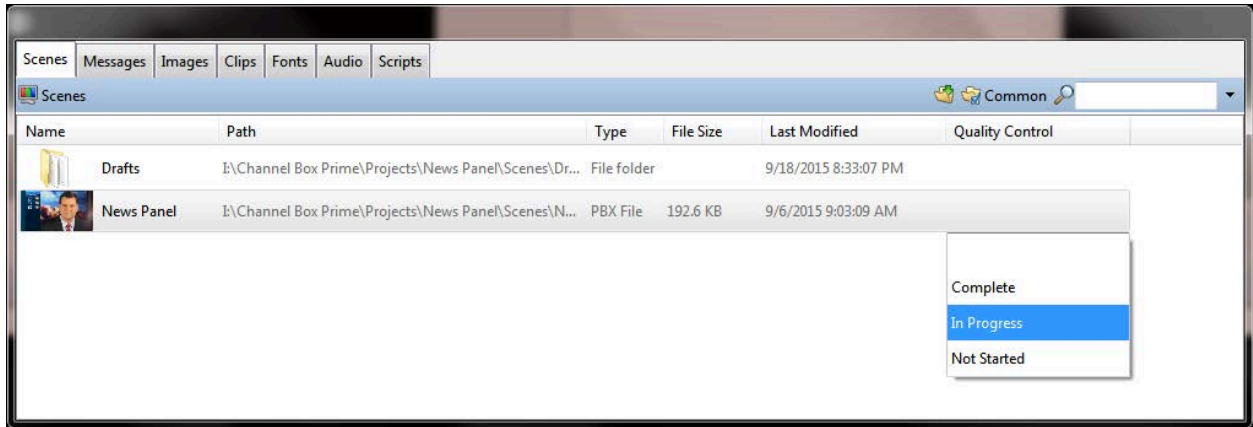 Scenes Messages Images Clips Fonts Audio Scripts
Scenes Common
Name Path Type File Size Last Modified Quality Control
Drafts I:\Channel Box Prime\Projects\News Panel\Scenes\Dr... File folder 9/18/2015 8:33:07 PM
News Panel I:\Channel Box Prime\Projects\News Panel\Scenes\N... PBX File 192.6 KB 9/6/2015 9:03:09 AM
Complete
In Progress
Not Started